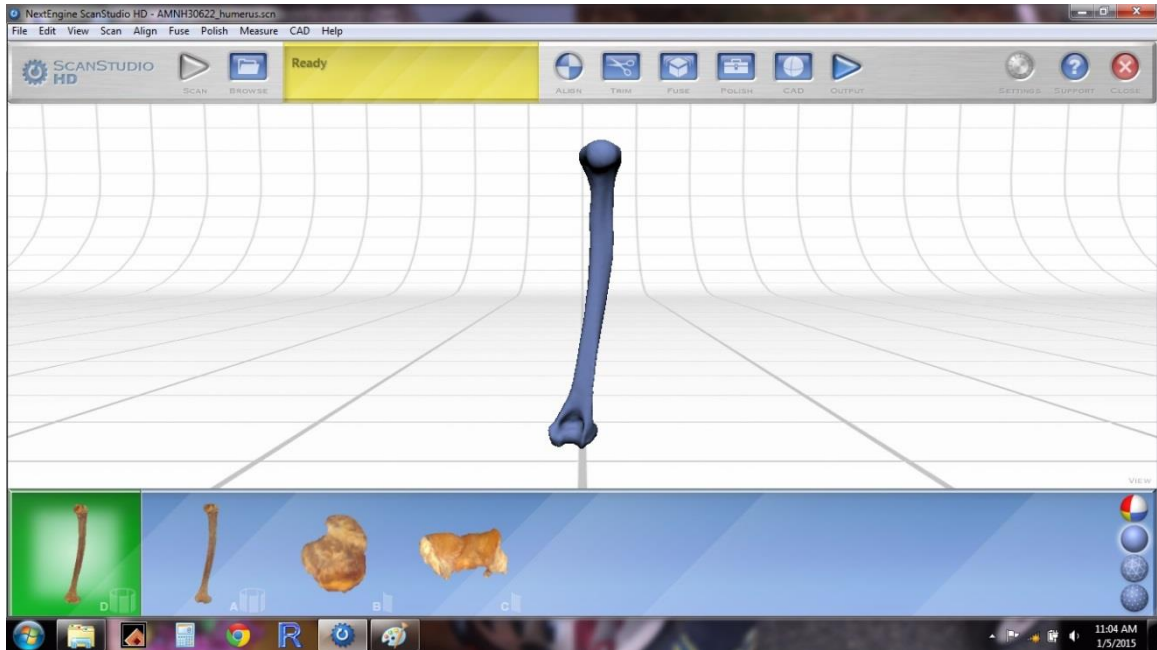 NextEngine ScanStudio HD - AMNH30622_humerus.scn
File Edit View Scan Align Fuse Polish Measure CAD Help
SCANSTUDIO HD
SCAN BROWSE
Ready
ALIGN TRIM FUSE POLISH CAD OUTPUT
SETTINGS SUPPORT CLOSE
VIEW
D A B C
11:04 AM
1/5/2015